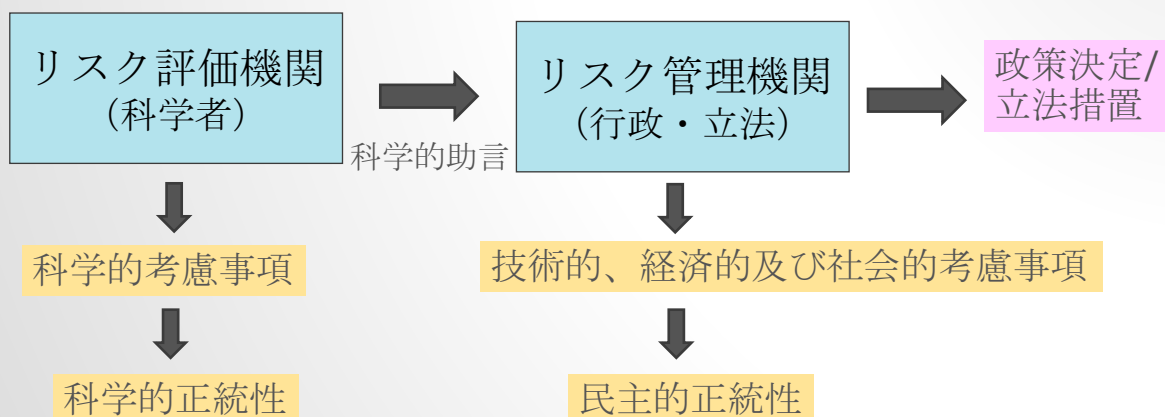 リスク評価機関
（科学者）
科学的助言
リスク管理機関
（行政・立法）
政策決定/
立法措置
科学的考慮事項
技術的、経済的及び社会的考慮事項
科学的正統性
民主的正統性